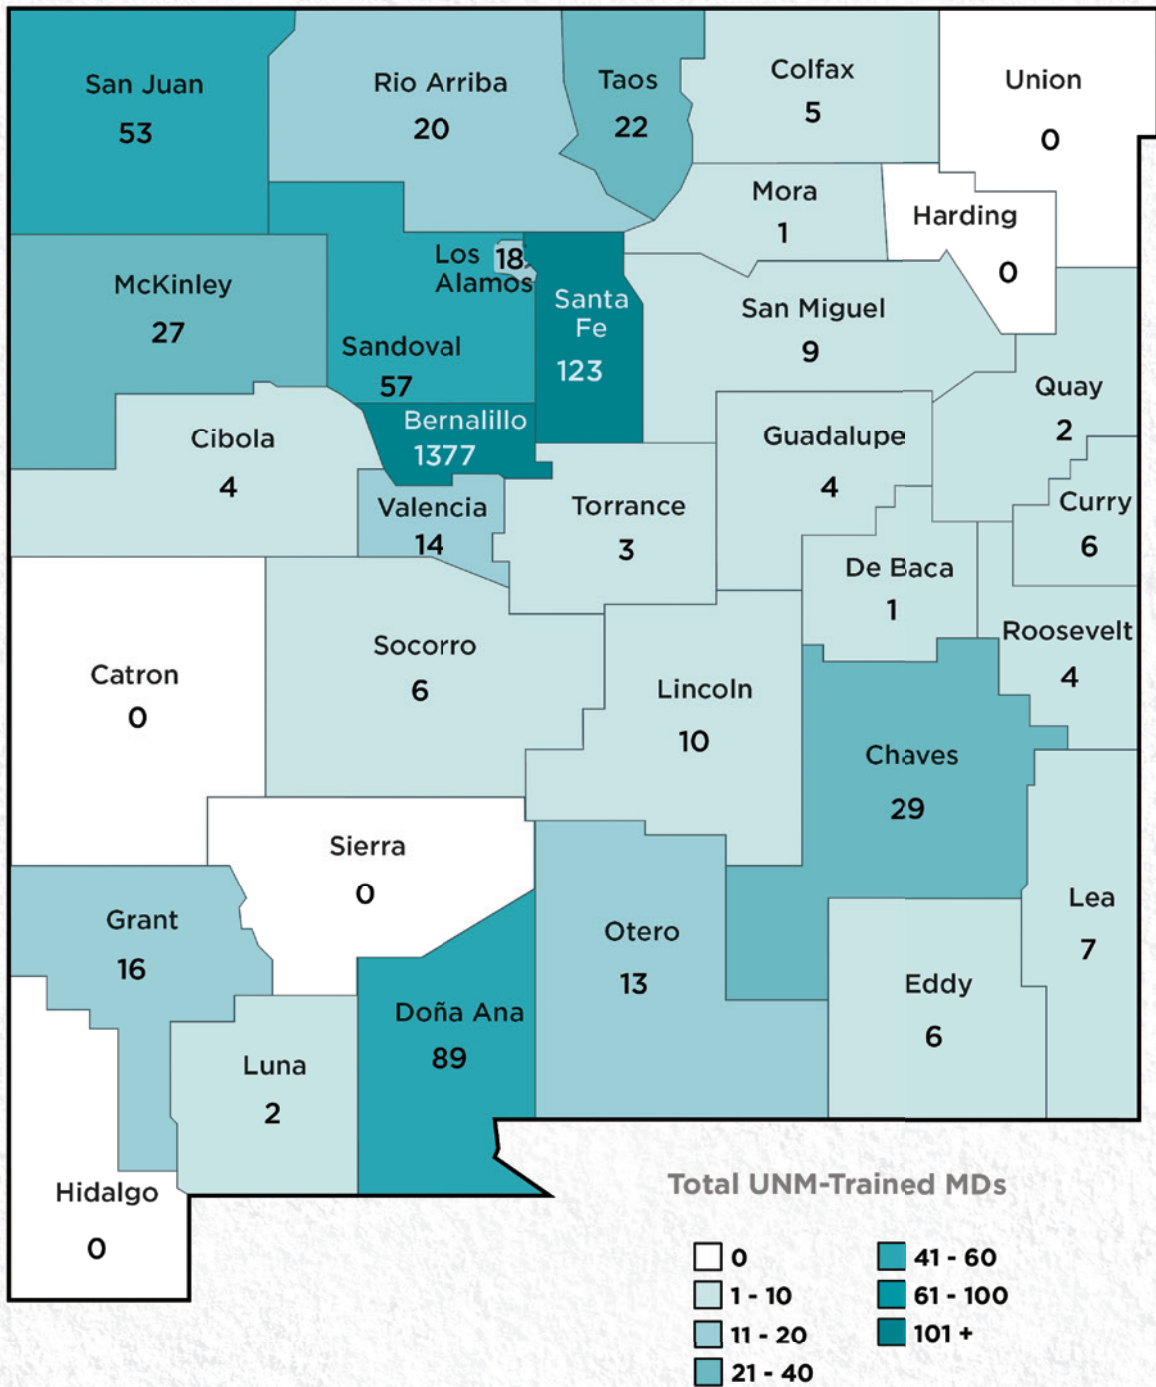 San Juan
53
Rio Arriba
20
Taos
22
Colfax
5
Union
0
Mora
1
Harding
0
McKinley
27
Los
Alamos
18
Santa
Fe
123
San Miguel
9
Sandoval
57
Quay
2
Bernalillo
1377
Cibola
4
Guadalupe
4
Valencia
14
Torrance
3
Curry
6
De Baca
1
Roosevelt
4
Socorro
6
Catron
0
Lincoln
10
Chaves
29
Sierra
0
Grant
16
Otero
13
Lea
7
Eddy
6
Doña Ana
89
Luna
2
Hidalgo
0
Total UNM-Trained MDs
0
1 - 10
11 - 20
21 - 40
41 - 60
61 - 100
101 +